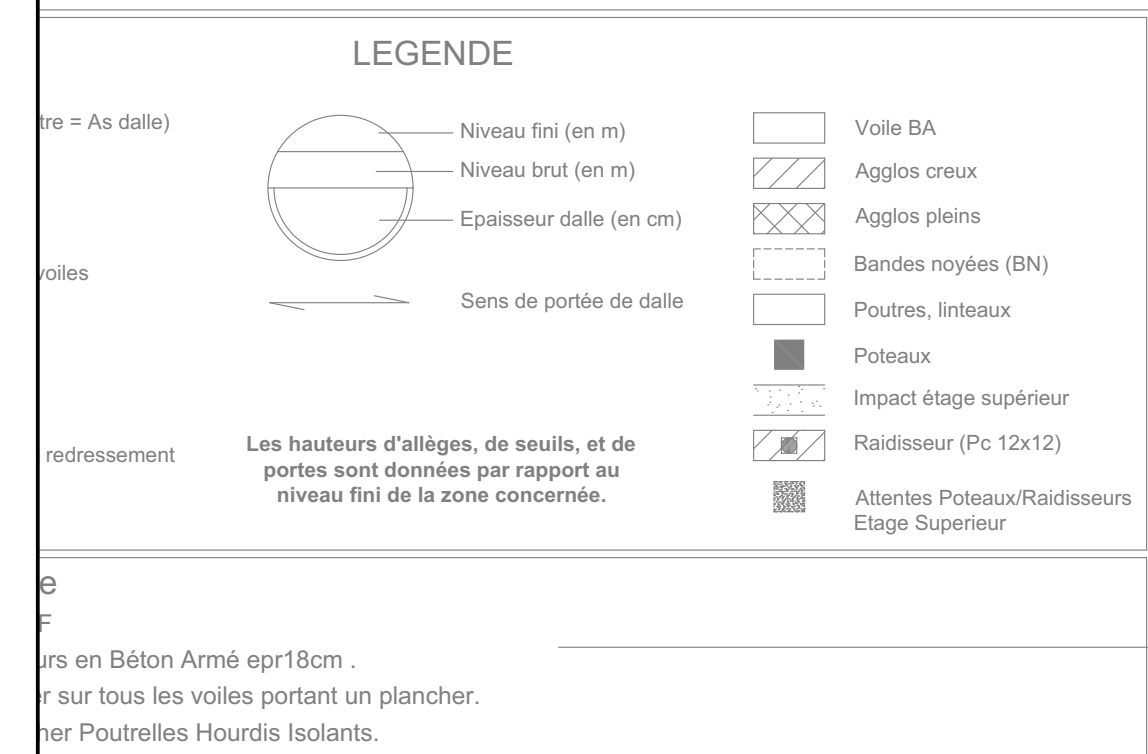 LEGENDE
tre = As dalle)
voiles
redressement
Niveau fini (en m)
Niveau brut (en m)
Epaisseur dalle (en cm)
Sens de portée de dalle
Les hauteurs d'allèges, de seuils, et de
portes sont données par rapport au
niveau fini de la zone concernée.
Voile BA
Agglos creux
Agglos pleins
Bandes noyées (BN)
Poutres, linteaux
Poteaux
Impact étage supérieur
Raidisseur (Pc 12x12)
Attentes Poteaux/Raidisseurs
Etage Superieur
e
F
urs en Béton Armé epr18cm .
er sur tous les voiles portant un plancher.
her Poutrelles Hourdis Isolants.